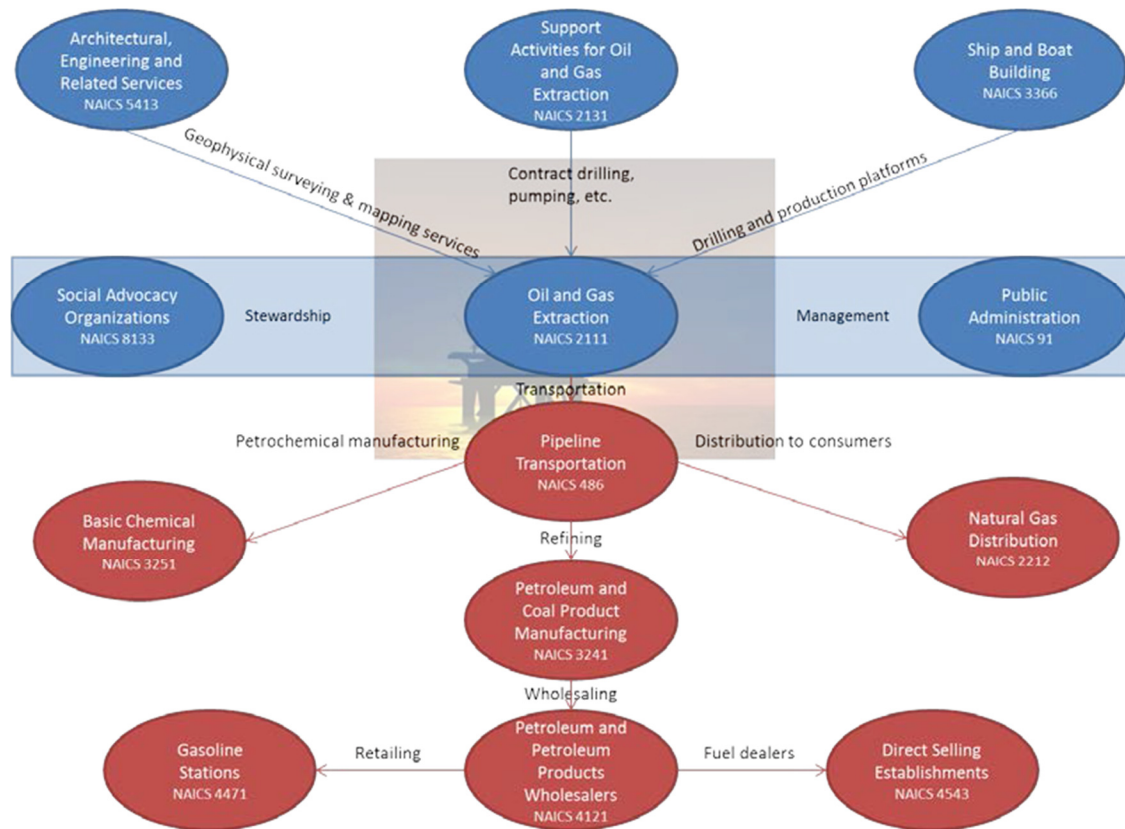 Architectural,
Engineering and
Related Services
NAICS 5413
Support
Activities for Oil
and Gas
Extraction
NAICS 2131
Ship and Boat
Building
NAICS 3366
Geophysical surveying & mapping services
Contract drilling,
pumping, etc.
Drilling and production platforms
Social Advocacy
Organizations
NAICS 8133
Stewardship
Oil and Gas
Extraction
NAICS 2111
Management
Public
Administration
NAICS 91
Transportation
Petrochemical manufacturing
Pipeline
Transportation
NAICS 486
Distribution to consumers
Basic Chemical
Manufacturing
NAICS 3251
Refining
Natural Gas
Distribution
NAICS 2212
Petroleum and
Coal Product
Manufacturing
NAICS 3241
Wholesaling
Gasoline
Stations
NAICS 4471
Retailing
Petroleum and
Petroleum
Products
Wholesalers
NAICS 4121
Fuel dealers
Direct Selling
Establishments
NAICS 4543